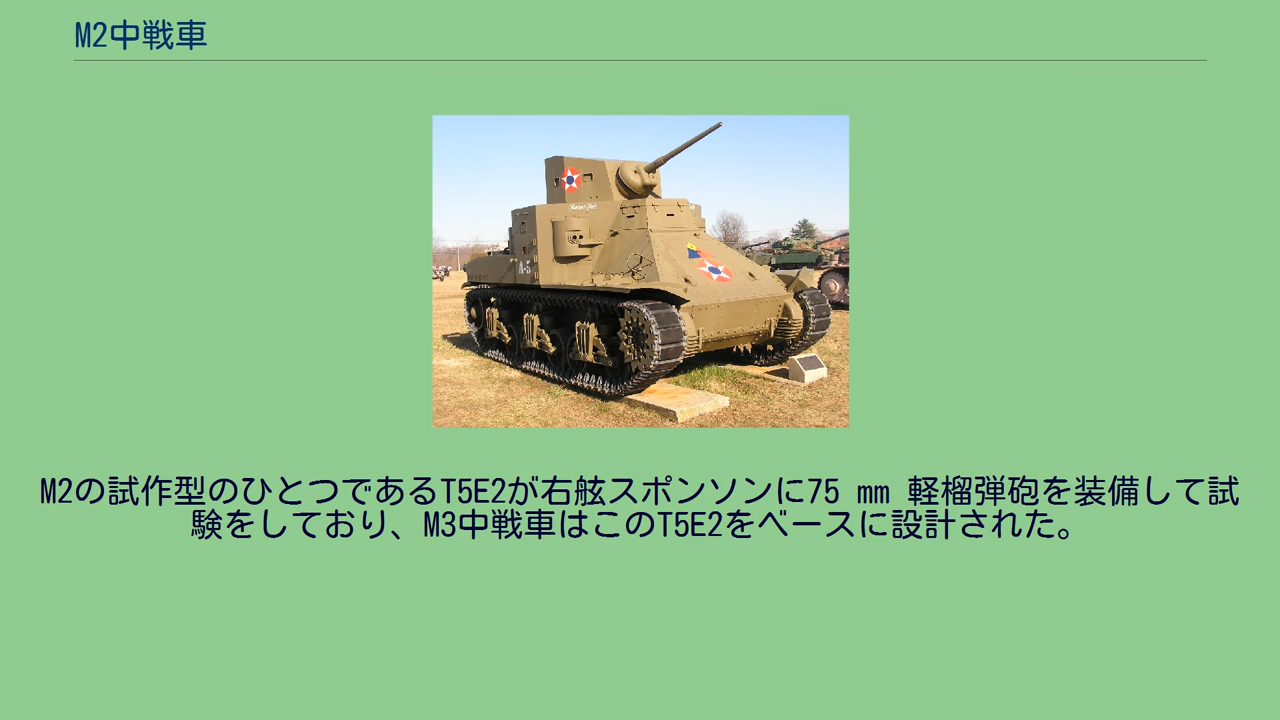 M2中戦車
A-5
M2の試作型のひとつであるT5E2が右舷スポンソンに75 mm 軽榴弾砲を装備して試
験をしており、M3中戦車はこのT5E2をベースに設計された。